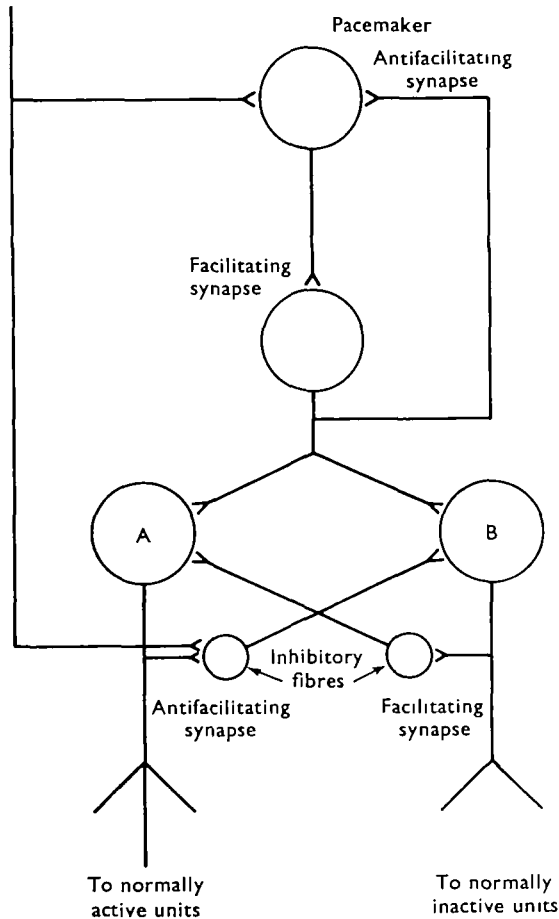 Pacemaker
Antifacilitating
synapse
Facilitating
synapse
A
B
Inhibitory
fibres
Antifacilitating
synapse
Facilitating
synapse
To normally
active units
To normally
inactive units